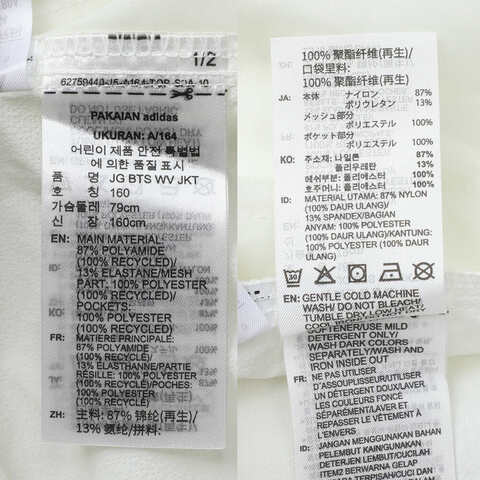 1/2
PAKAIAN adidas
UKURAN: A/164
어린이 제품 안전 특별법
에 의한 품질 표시
품 명 JG BTS WV JKT
호 칭 160
가슴둘레 79cm
신 장 160cm
EN: MAIN MATERIAL:
87% POLYAMIDE
(100% RECYCLED)/
13% ELASTANE/MESH
PART: 100% POLYESTER
(100% RECYCLED)/
POCKETS:
100% POLYESTER
(100% RECYCLED)
FR: MATIERE PRINCIPALE:
87% POLYAMIDE
(100% RECYCLE)/
13% ELASTHANNE/PARTIE
RÉSILLE: 100% POLYESTER
(100% RECYCLE)/POCHES:
100% POLYESTER
(100% RECYCLE)
ZH: 主料: 87% 锦纶(再生)/
13% 氨纶/拼料:
100% 聚酯纤维(再生)/
口袋里料:
100% 聚酯纤维(再生)
JA: 本体 ナイロン 87%
ポリウレタン 13%
メッシュ部分
ポリエステル 100%
ポケット部分
ポリエステル 100%
KO: 주소재: 나일론 87%
폴리우레탄 13%
메쉬부분: 폴리에스터 100%
호주머니: 폴리에스터 100%
ID: MATERIAL UTAMA: 87% NYLON
(100% DAUR ULANG)/
13% SPANDEX/BAGIAN
ANYAM: 100% POLYESTER
(100% DAUR ULANG)/KANTUNG:
100% POLYESTER (100% DAUR
ULANG)
30
EN: GENTLE COLD MACHINE
WASH/ DO NOT BLEACH/
TUMBLE DRY LOW HEAT/
SOFTENER/USE MILD
DETERGENT ONLY/
WASH DARK COLORS
SEPARATELY/WASH AND
IRON INSIDE OUT
FR: NE PAS UTILISER
D'ASSOUPLISSEUR/UTILISER
UN DETERGENT DOUX/LAVER
LES COULEURS FONCÉES
SÉPARÉMENT/LAVER ET
REPASSER LE VÊTEMENT À
L'ENVERS
ID: JANGAN MENGGUNAKAN BAHAN
PELEMBUT KAIN/GUNAKAN
DETERJEN LEMBUT/CUCI
ITEM2 BERWARNA GELAP